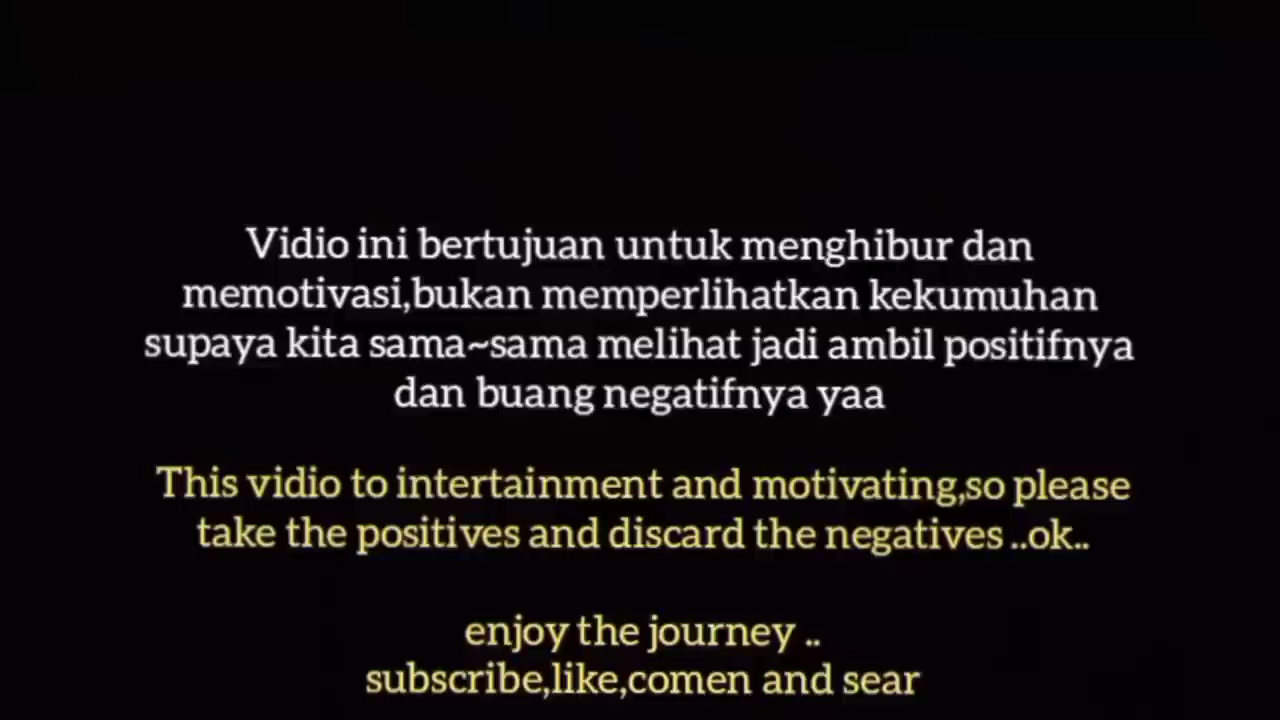 Vidio ini bertujuan untuk menghibur dan
memotivasi,bukan memperlihatkan kekumuhan
supaya kita sama~sama melihat jadi ambil positifnya
dan buang negatifnya yaa
This vidio to intertainment and motivating,so please
take the positives and discard the negatives ..ok..
enjoy the journey ..
subscribe,like,comen and sear